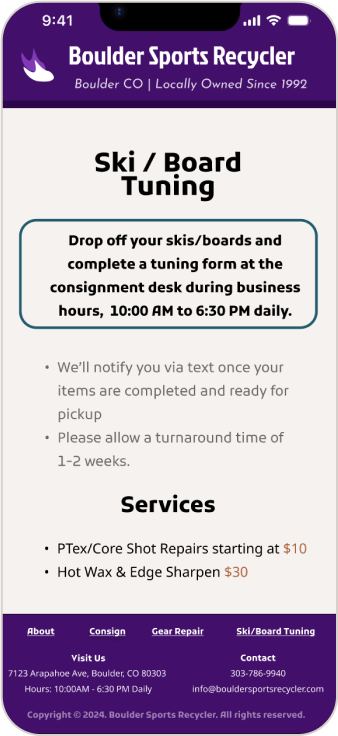 9:41
Boulder Sports Recycler
Boulder CO | Locally Owned Since 1992
Ski / Board
Tuning
Drop off your skis/boards and
complete a tuning form at the
consignment desk during business
hours, 10:00 AM to 6:30 PM daily.
• We'll notify you via text once your
items are completed and ready for
pickup
• Please allow a turnaround time of
1-2 weeks.
Services
• PTex/Core Shot Repairs starting at $10
• Hot Wax & Edge Sharpen $30
About Consign Gear Repair Ski/Board Tuning
Visit Us
7123 Arapahoe Ave, Boulder, CO 80303
Hours: 10:00AM - 6:30 PM Daily
Contact
303-786-9940
info@bouldersportsrecycler.com
Copyright © 2024. Boulder Sports Recycler. All rights reserved.